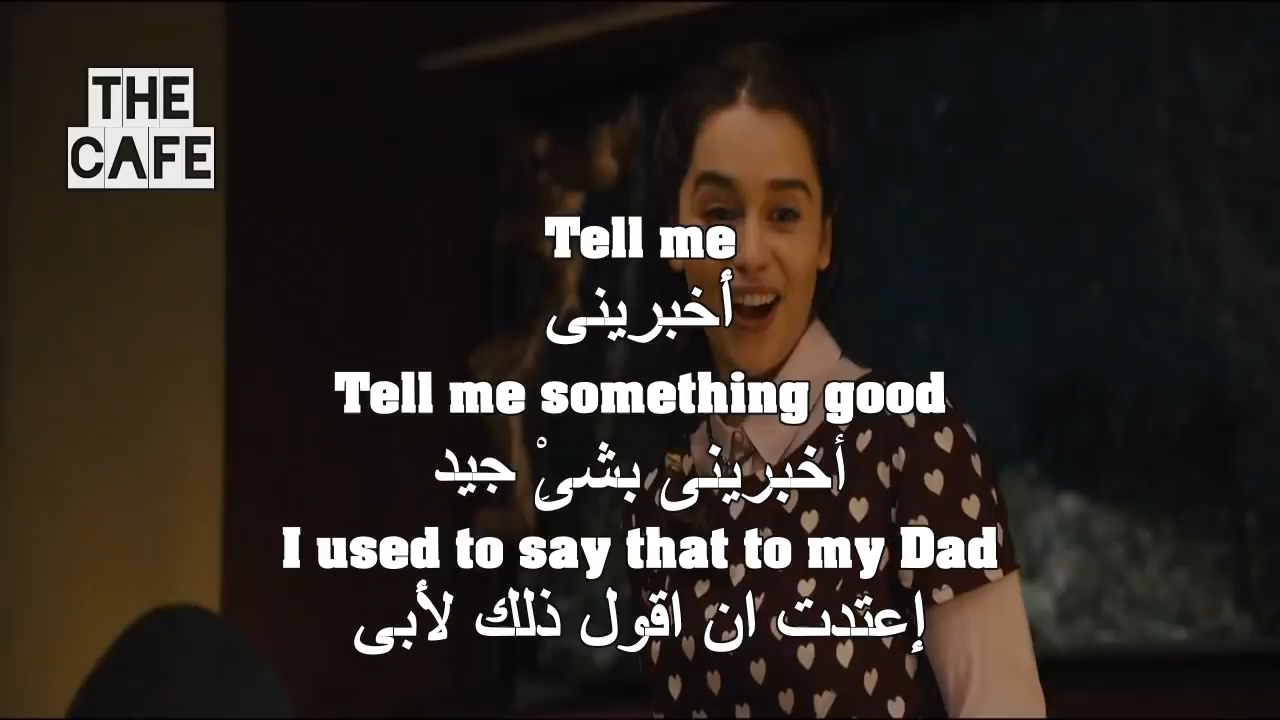 THE
CAFE
Tell me
أخبرينى
Tell me something good
أخبرينى بشىْ جيد
I used to say that to my Dad
إعتدت ان اقول ذلك لأبى